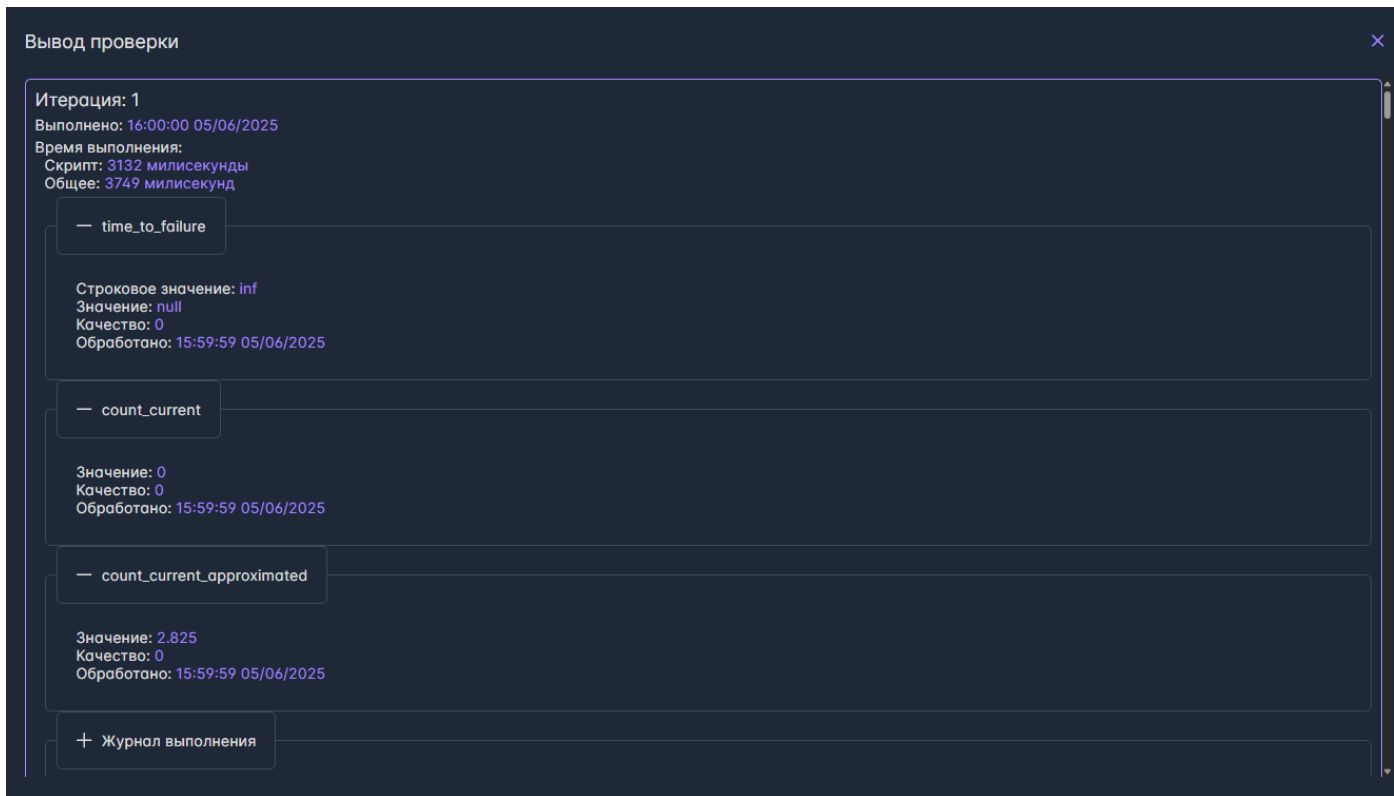 Вывод проверки
Итерация: 1
Выполнено: 16:00:00 05/06/2025
Время выполнения:
Скрипт: 3132 милисекунды
Общее: 3749 милисекунд
time_to_failure
Строковое значение: inf
Значение: null
Качество: 0
Обработано: 15:59:59 05/06/2025
count_current
Значение: 0
Качество: 0
Обработано: 15:59:59 05/06/2025
count_current_approximated
Значение: 2.825
Качество: 0
Обработано: 15:59:59 05/06/2025
Журнал выполнения